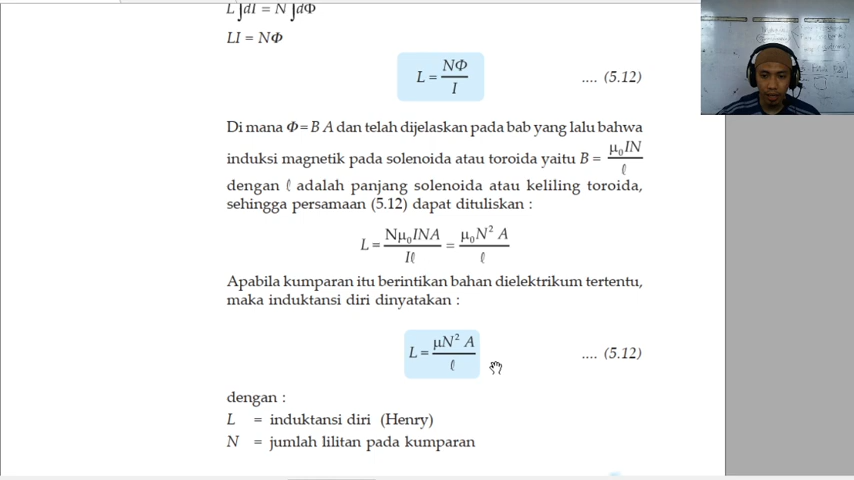 L ∫dI = N ∫dΦ
LI = NΦ
L = NΦ / I .... (5.12)
Di mana Φ = B A dan telah dijelaskan pada bab yang lalu bahwa
induksi magnetik pada solenoida atau toroida yaitu B = μ₀IN / ℓ
dengan ℓ adalah panjang solenoida atau keliling toroida,
sehingga persamaan (5.12) dapat dituliskan :
L = Nμ₀INA / Iℓ = μ₀N² A / ℓ
Apabila kumparan itu berintikan bahan dielektrikum tertentu,
maka induktansi diri dinyatakan :
L = μN² A / ℓ .... (5.12)
dengan :
L = induktansi diri (Henry)
N = jumlah lilitan pada kumparan